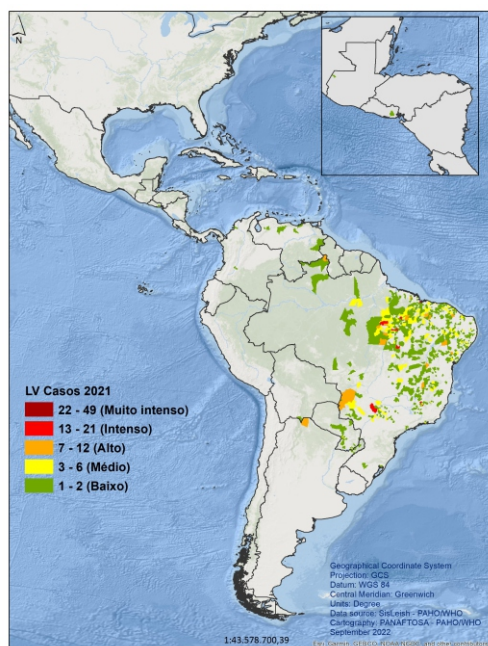 N
LV Casos 2021
22 - 49 (Muito intenso)
13 - 21 (Intenso)
7 - 12 (Alto)
3 - 6 (Médio)
1 - 2 (Baixo)
Geographical Coordinate System
Projection: GCS
Datum: WGS 84
Central Meridian: Greenwich
Units: Degree
Data source: SisLeish - PAHO/WHO
Cartography: PANAFTOSA - PAHO/WHO
September 2022
1:43.578.700,39